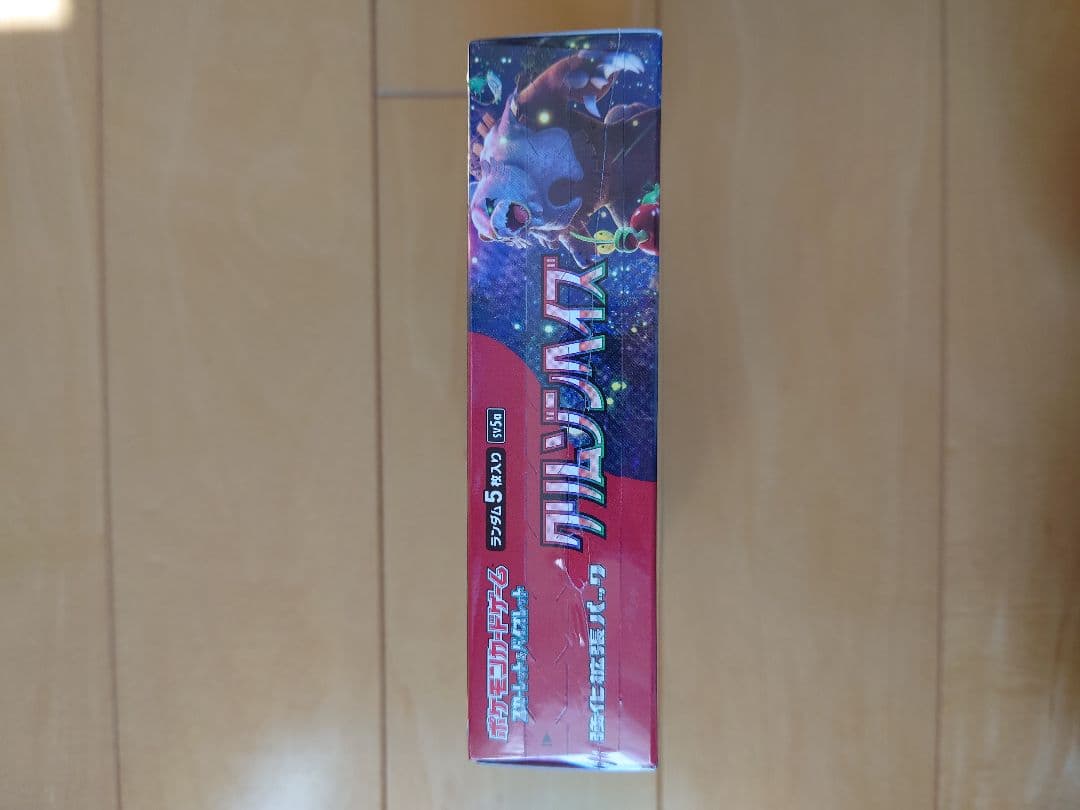 ポケモンカードゲーム
スカーレット&バイオレット
ランダム5枚入り
sv5a
強化拡張パック
クリムゾンヘイズ